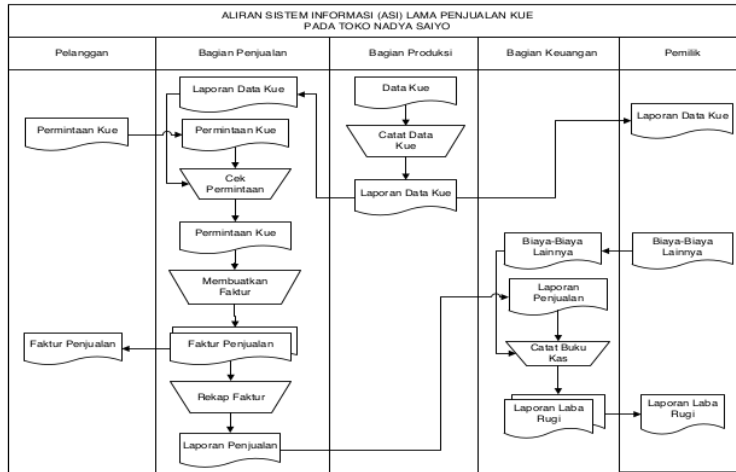 ALIRAN SISTEM INFORMASI (ASI) LAMA PENJUALAN KUE
PADA TOKO NADYA SAIYO
Pelanggan
Bagian Penjualan
Bagian Produksi
Bagian Keuangan
Pemilik
Laporan Data Kue
Data Kue
Laporan Data Kue
Permintaan Kue
Permintaan Kue
Catat Data
Kue
Cek
Permintaan
Laporan Data Kue
Permintaan Kue
Biaya-Biaya
Lainnya
Biaya-Biaya
Lainnya
Membuatkan
Faktur
Laporan
Penjualan
Faktur Penjualan
Faktur Penjualan
Catat Buku
Kas
Rekap Faktur
Laporan Laba
Rugi
Laporan Laba
Rugi
Laporan Penjualan